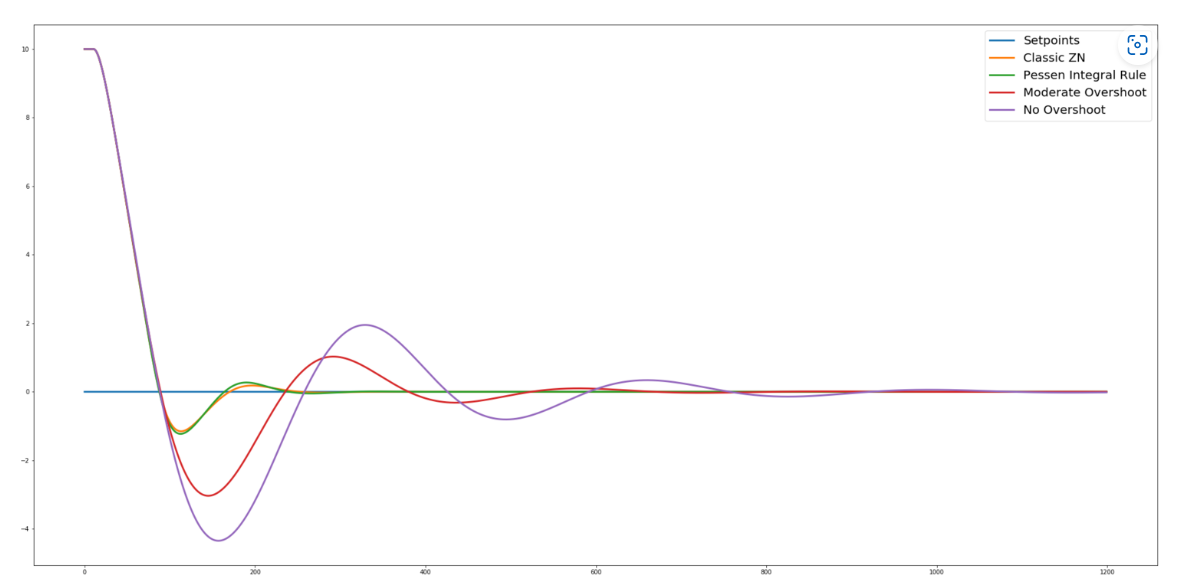 Setpoints
Classic ZN
Pessen Integral Rule
Moderate Overshoot
No Overshoot
10
8
6
4
2
0
−2
−4
0 200 400 600 800 1000 1200